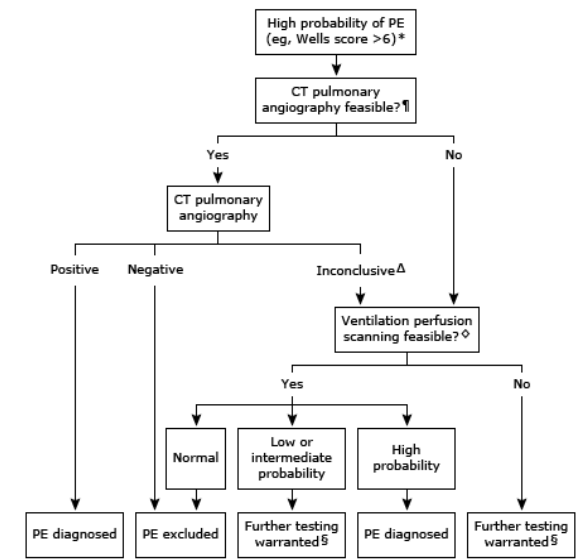 High probability of PE
(eg, Wells score >6)*
CT pulmonary
angiography feasible?¶
Yes
No
CT pulmonary
angiography
Positive
Negative
InconclusiveΔ
Ventilation perfusion
scanning feasible?◇
Yes
No
Normal
Low or
intermediate
probability
High
probability
PE diagnosed
PE excluded
Further testing
warranted§
PE diagnosed
Further testing
warranted§